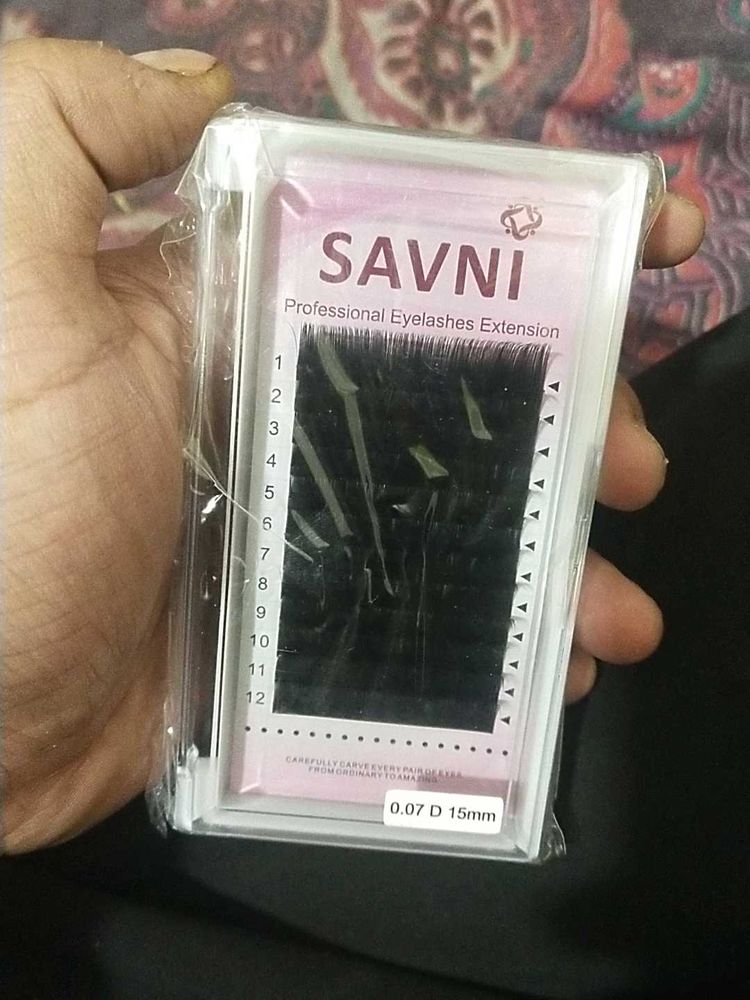 SAVNI
Professional Eyelashes Extension
1
2
3
4
5
6
7
8
9
10
11
12
CAREFULLY CARVE EVERY PAIR OF EYES
FROM ORDINARY TO AMAZING
0.07 D 15mm